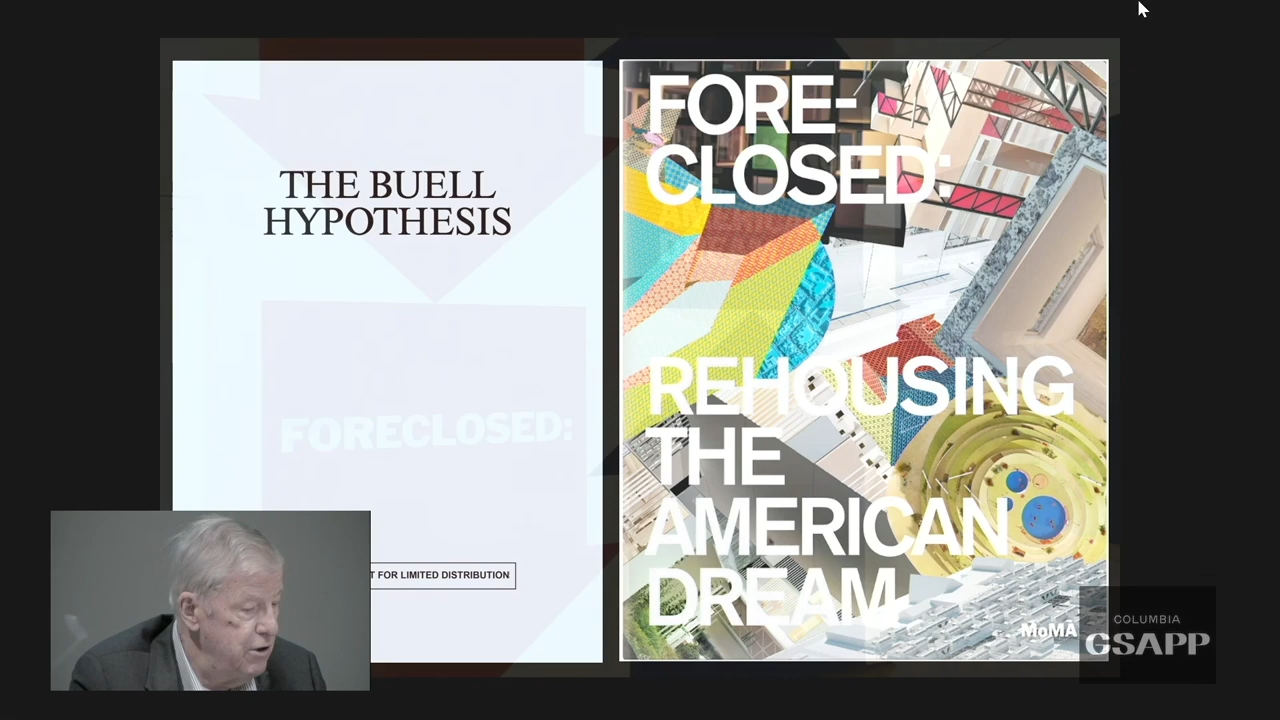 THE BUELL
HYPOTHESIS
FORECLOSED:
T FOR LIMITED DISTRIBUTION
FORE-
CLOSED:
REHOUSING
THE
AMERICAN
DREAM
MoMA
COLUMBIA
GSAPP